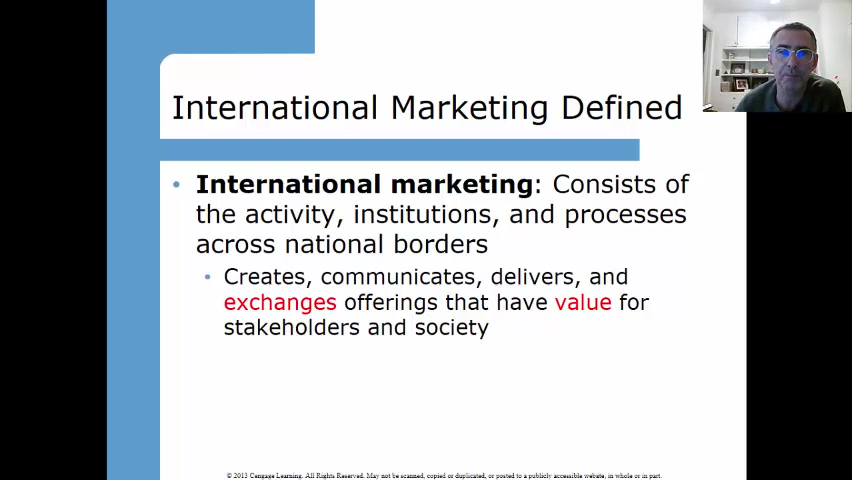 International Marketing Defined
• International marketing: Consists of
the activity, institutions, and processes
across national borders
• Creates, communicates, delivers, and
exchanges offerings that have value for
stakeholders and society
© 2013 Cengage Learning. All Rights Reserved. May not be scanned, copied or duplicated, or posted to a publicly accessible website, in whole or in part.